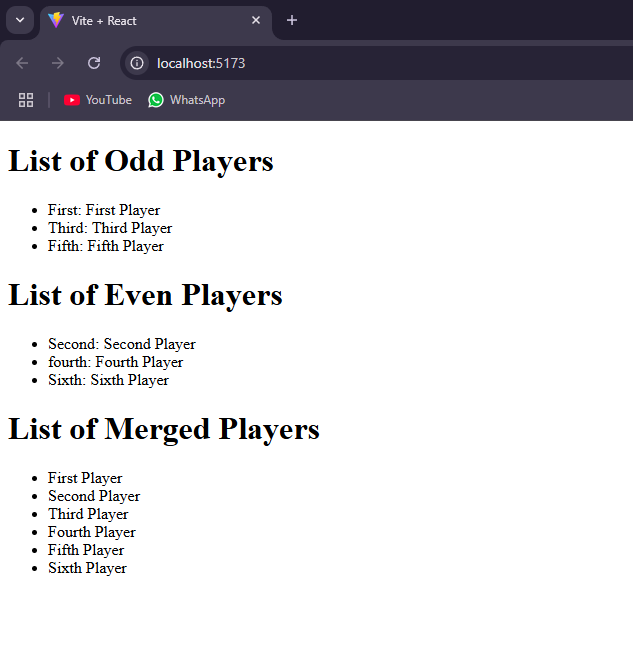 Vite + React
localhost:5173
YouTube
WhatsApp
List of Odd Players
First: First Player
Third: Third Player
Fifth: Fifth Player
List of Even Players
Second: Second Player
fourth: Fourth Player
Sixth: Sixth Player
List of Merged Players
First Player
Second Player
Third Player
Fourth Player
Fifth Player
Sixth Player